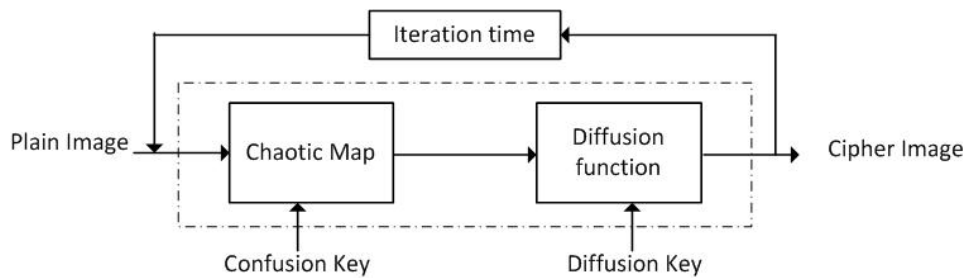 Iteration time
Plain Image
Chaotic Map
Diffusion
function
Cipher Image
Confusion Key
Diffusion Key